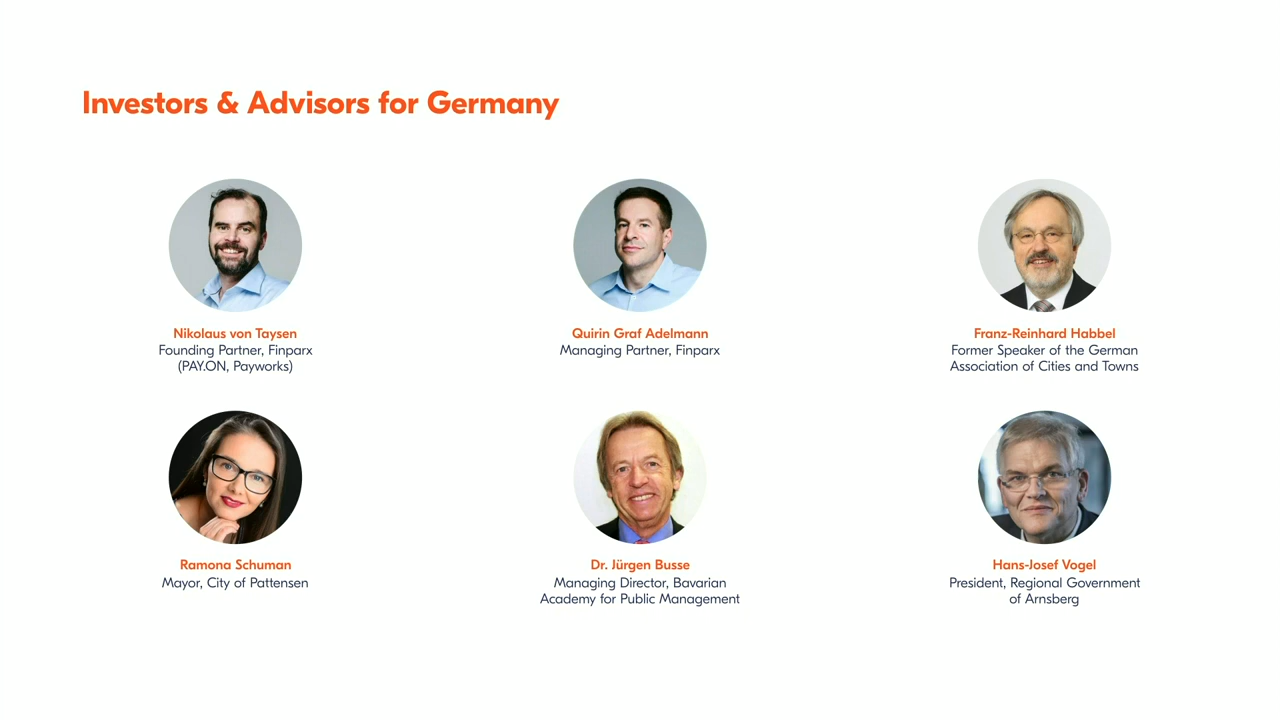 Investors & Advisors for Germany
Nikolaus von Taysen
Founding Partner, Finparx
(PAY.ON, Payworks)
Quirin Graf Adelmann
Managing Partner, Finparx
Franz-Reinhard Habbel
Former Speaker of the German
Association of Cities and Towns
Ramona Schuman
Mayor, City of Pattensen
Dr. Jürgen Busse
Managing Director, Bavarian
Academy for Public Management
Hans-Josef Vogel
President, Regional Government
of Arnsberg